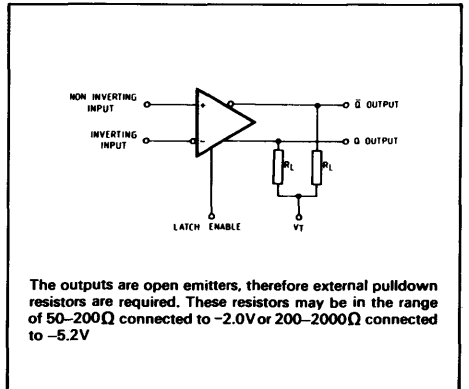 NON INVERTING
INPUT
Q̄ OUTPUT
INVERTING
INPUT
Q OUTPUT
+
-
RL
RL
LATCH ENABLE
VT
The outputs are open emitters, therefore external pulldown
resistors are required. These resistors may be in the range
of 50–200Ω connected to −2.0V or 200–2000Ω connected
to −5.2V